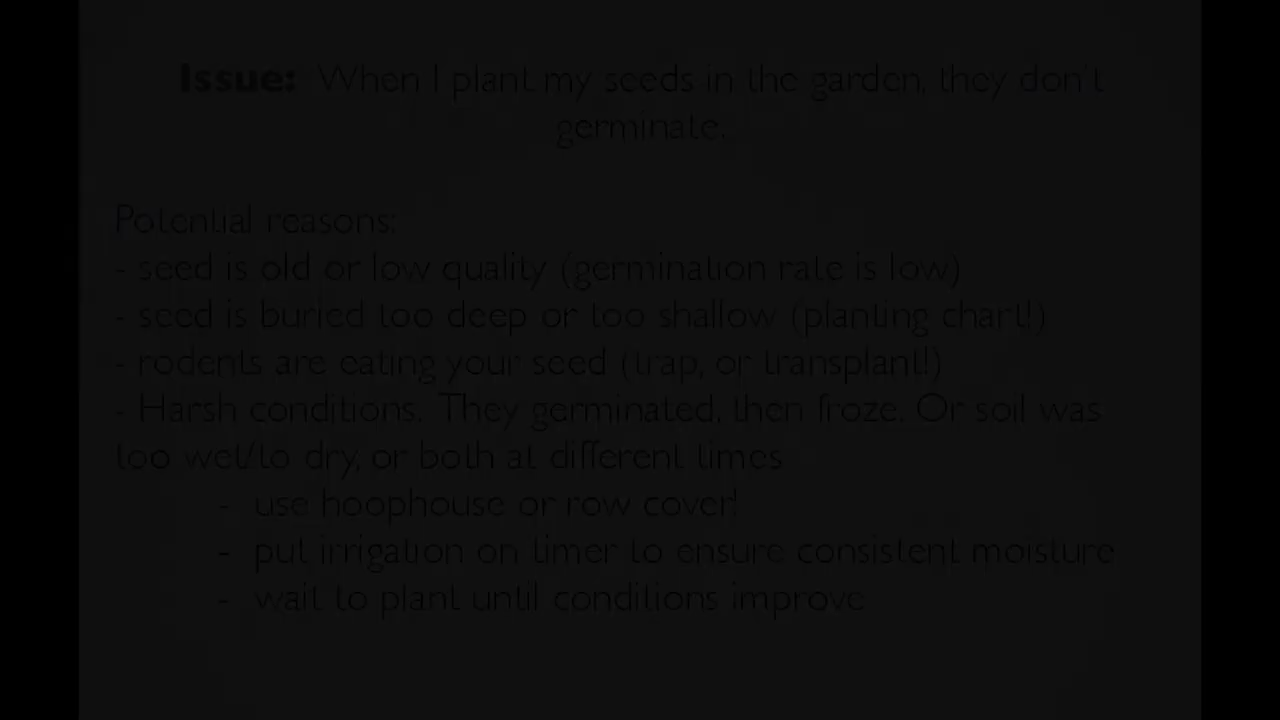 Issue: When I plant my seeds in the garden, they don't
germinate.
Potential reasons:
- seed is old or low quality (germination rate is low)
- seed is buried too deep or too shallow (planting chart!)
- rodents are eating your seed (trap, or transplant!)
- Harsh conditions. They germinated, then froze. Or soil was
too wet/to dry, or both at different times
- use hoophouse or row cover!
- put irrigation on timer to ensure consistent moisture
- wait to plant until conditions improve